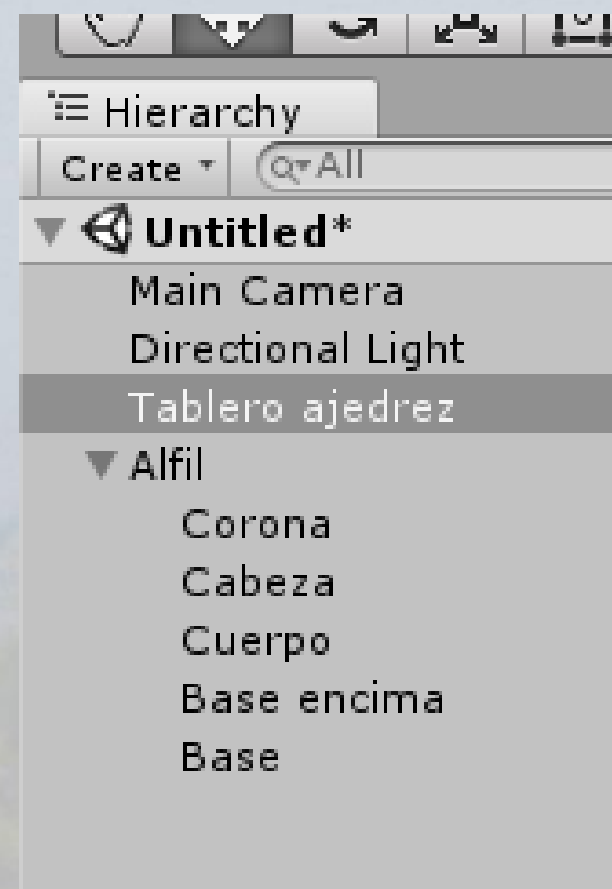 Hierarchy
Create All
Untitled*
Main Camera
Directional Light
Tablero ajedrez
Alfil
Corona
Cabeza
Cuerpo
Base encima
Base